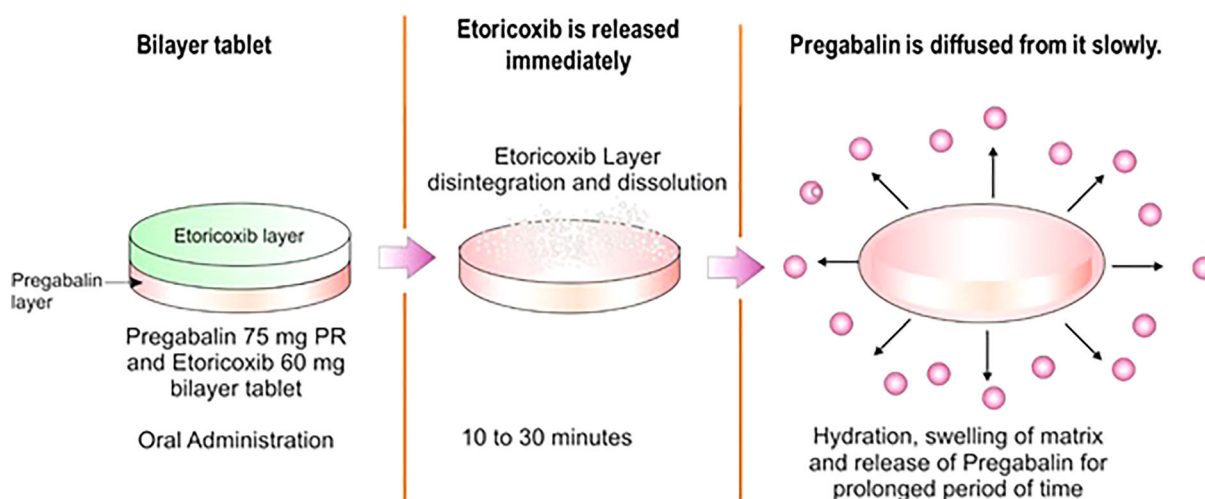 Bilayer tablet
Etoricoxib layer
Pregabalin
layer
Pregabalin 75 mg PR
and Etoricoxib 60 mg
bilayer tablet
Oral Administration
Etoricoxib is released
immediately
Etoricoxib Layer
disintegration and dissolution
10 to 30 minutes
Pregabalin is diffused from it slowly.
Hydration, swelling of matrix
and release of Pregabalin for
prolonged period of time